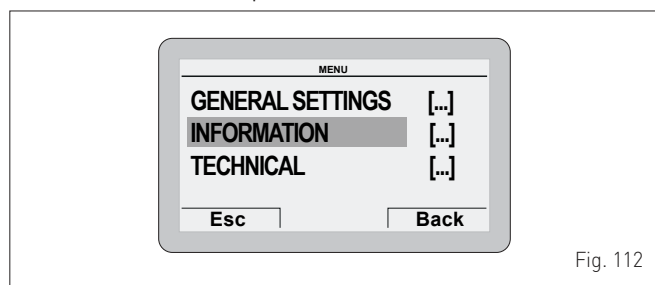 MENU
GENERAL SETTINGS [...]
INFORMATION [...]
TECHNICAL [...]
Esc Back
Fig. 112